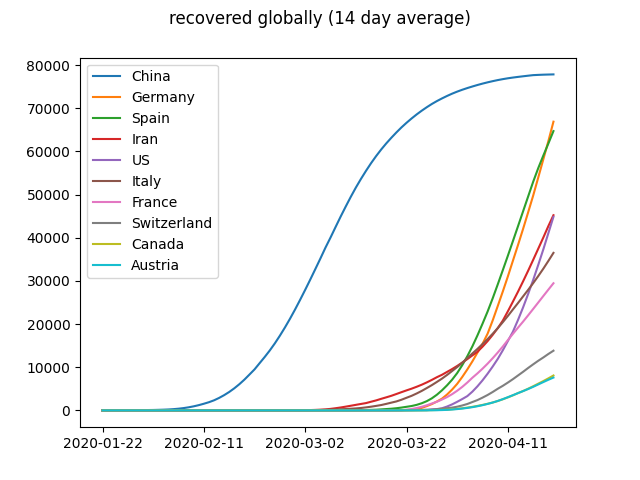 recovered globally (14 day average)
80000
70000
60000
50000
40000
30000
20000
10000
0
China
Germany
Spain
Iran
US
Italy
France
Switzerland
Canada
Austria
2020-01-22 2020-02-11 2020-03-02 2020-03-22 2020-04-11